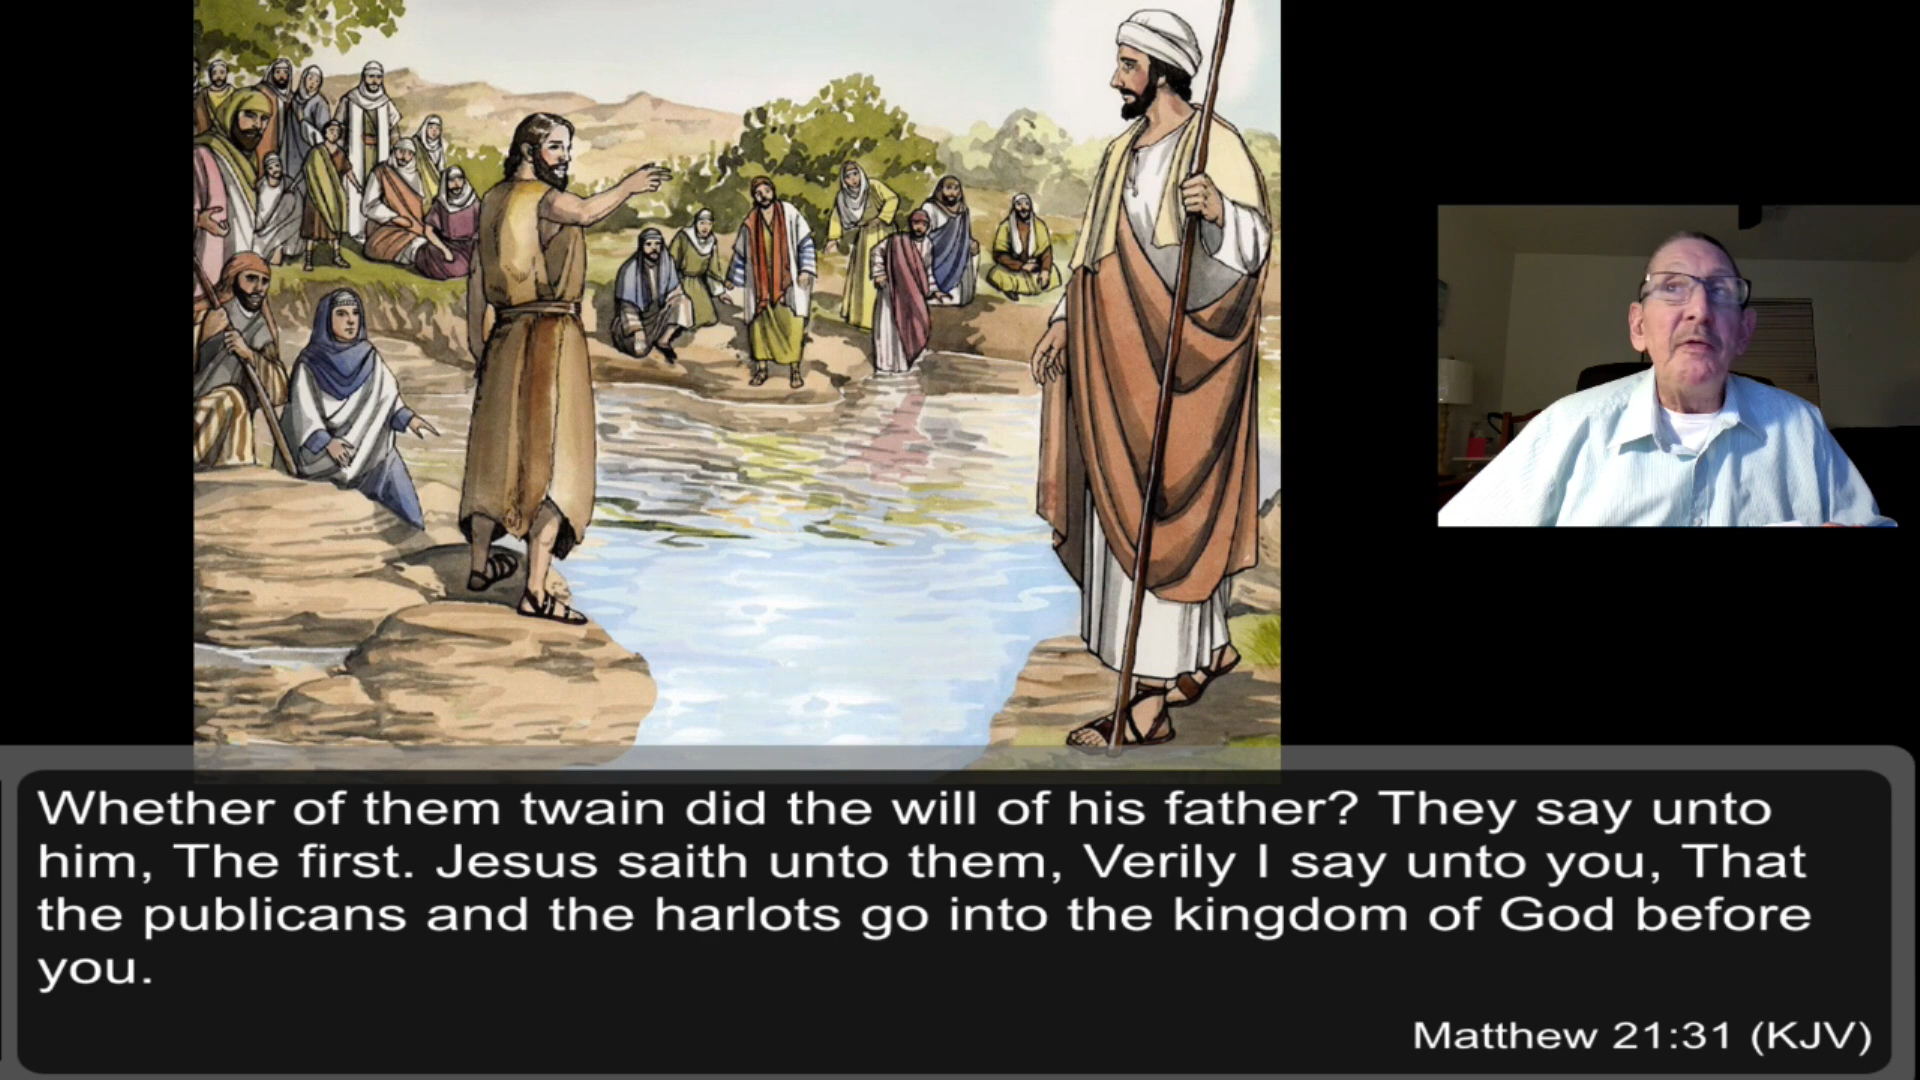 Whether of them twain did the will of his father? They say unto
him, The first. Jesus saith unto them, Verily I say unto you, That
the publicans and the harlots go into the kingdom of God before
you.
Matthew 21:31 (KJV)